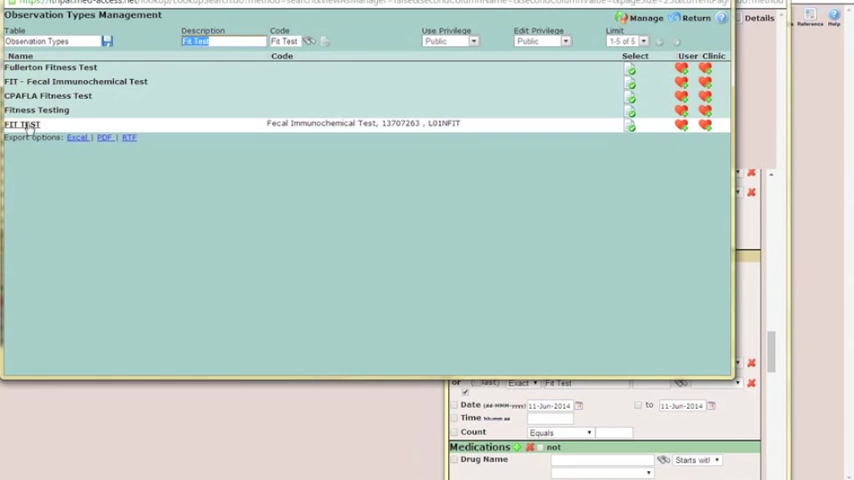 Observation Types Management
Manage Return ? Details
Table Description Code Use Privilege Edit Privilege Limit
Observation Types Fit Test Fit Test Public Public 1-5 of 5
Name Code Select User Clinic
Fullerton Fitness Test
FIT - Fecal Immunochemical Test
CPAFLA Fitness Test
Fitness Testing
FIT TEST Fecal Immunochemical Test, 13707263 , L01NFIT
Export options: Excel | PDF | RTF
Reference Help
or (last) Exact Fit Test
Date (dd-MMM-yyyy) 11-Jun-2014 to 11-Jun-2014
Time hh:mm aa
Count Equals
Medications not
Drug Name Starts with